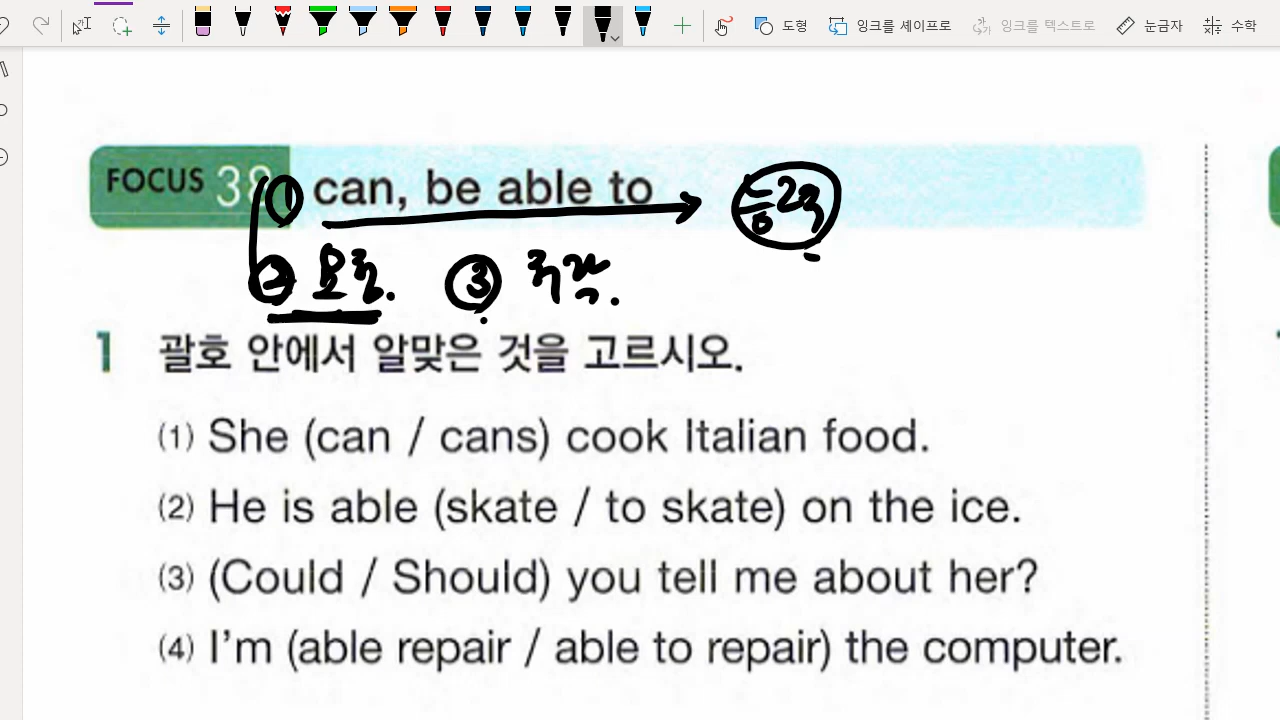 도형 잉크를 셰이프로 잉크를 텍스트로 눈금자 수학
FOCUS 38 ① can, be able to → 능력
② 요청. ③
1 괄호 안에서 알맞은 것을 고르시오.
(1) She (can / cans) cook Italian food.
(2) He is able (skate / to skate) on the ice.
(3) (Could / Should) you tell me about her?
(4) I'm (able repair / able to repair) the computer.